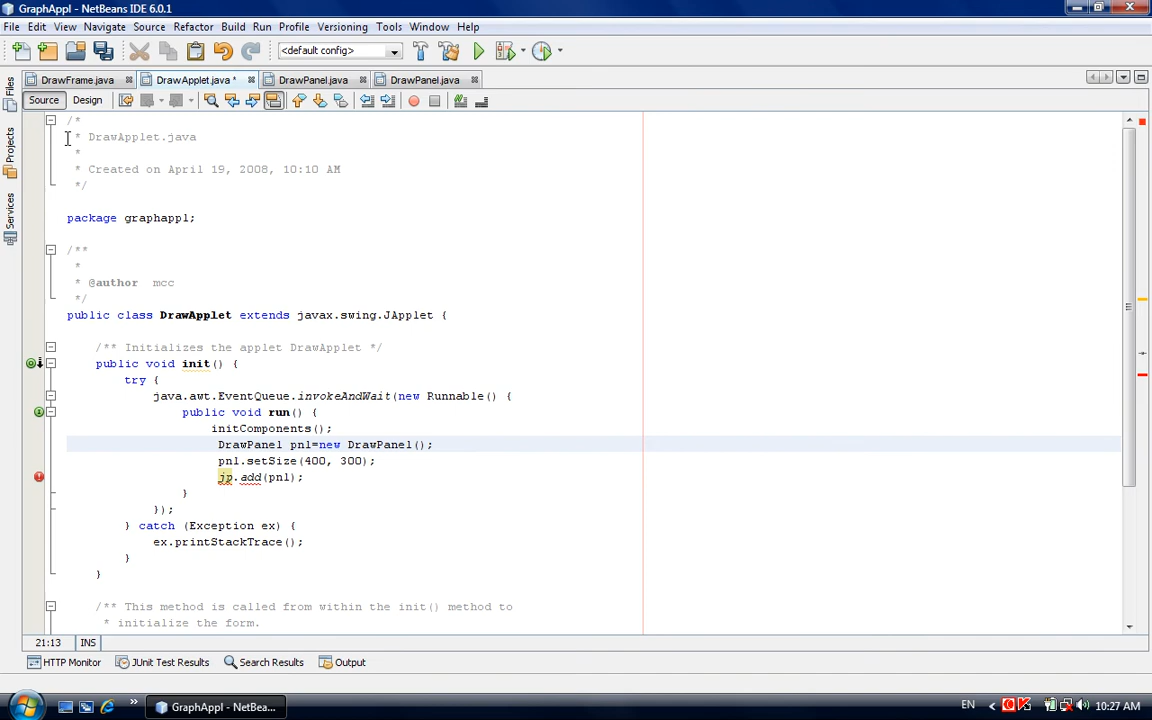 GraphAppl - NetBeans IDE 6.0.1
File Edit View Navigate Source Refactor Build Run Profile Versioning Tools Window Help
<default config>
DrawFrame.java DrawApplet.java * DrawPanel.java DrawPanel.java
Source Design
Files
Projects
Services
/*
* DrawApplet.java
*
* Created on April 19, 2008, 10:10 AM
*/
package graphappl;
/**
*
* @author mcc
*/
public class DrawApplet extends javax.swing.JApplet {
/** Initializes the applet DrawApplet */
public void init() {
try {
java.awt.EventQueue.invokeAndWait(new Runnable() {
public void run() {
initComponents();
DrawPanel pnl=new DrawPanel();
pnl.setSize(400, 300);
jp.add(pnl);
}
});
} catch (Exception ex) {
ex.printStackTrace();
}
}
/** This method is called from within the init() method to
* initialize the form.
21:13 INS
HTTP Monitor JUnit Test Results Search Results Output
GraphAppl - NetBea... EN 10:27 AM